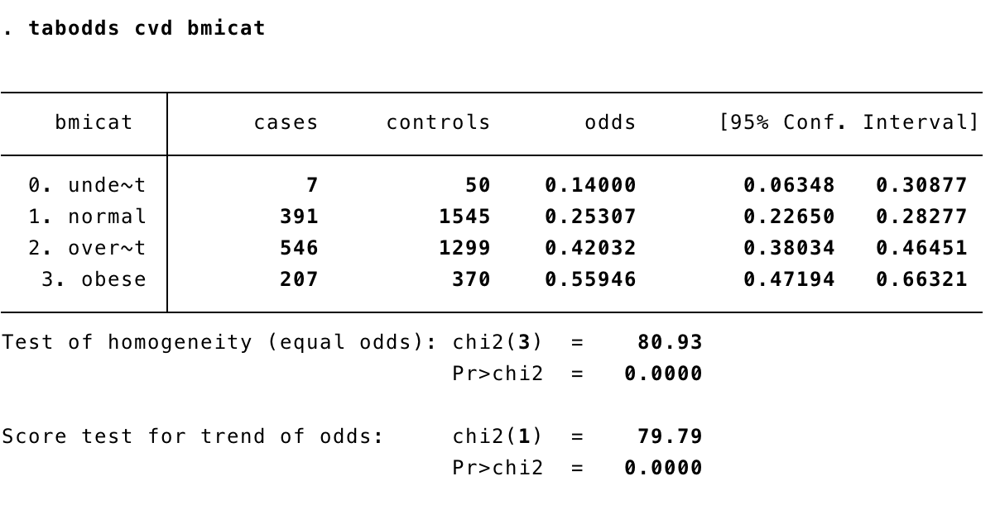 . tabodds cvd bmicat
bmicat cases controls odds [95% Conf. Interval]
0. unde~t 7 50 0.14000 0.06348 0.30877
1. normal 391 1545 0.25307 0.22650 0.28277
2. over~t 546 1299 0.42032 0.38034 0.46451
3. obese 207 370 0.55946 0.47194 0.66321
Test of homogeneity (equal odds): chi2(3) = 80.93
Pr>chi2 = 0.0000
Score test for trend of odds: chi2(1) = 79.79
Pr>chi2 = 0.0000